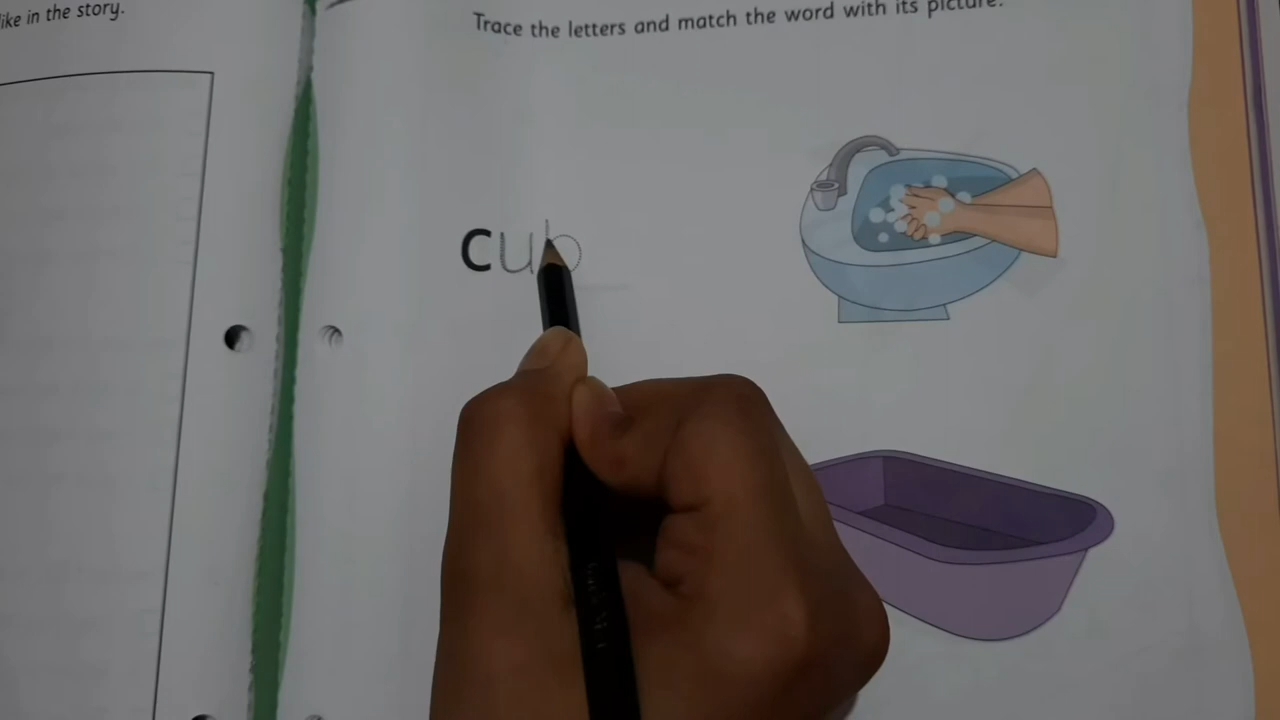 like in the story.
Trace the letters and match the word with its picture.
cub